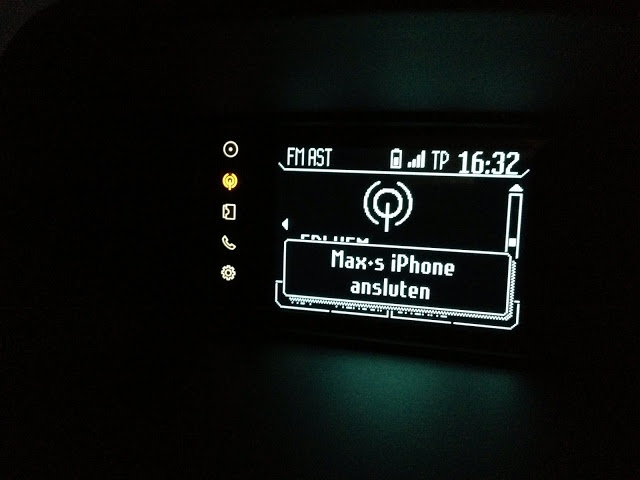 FM AST TP 16:32
Max•s iPhone
ansluten